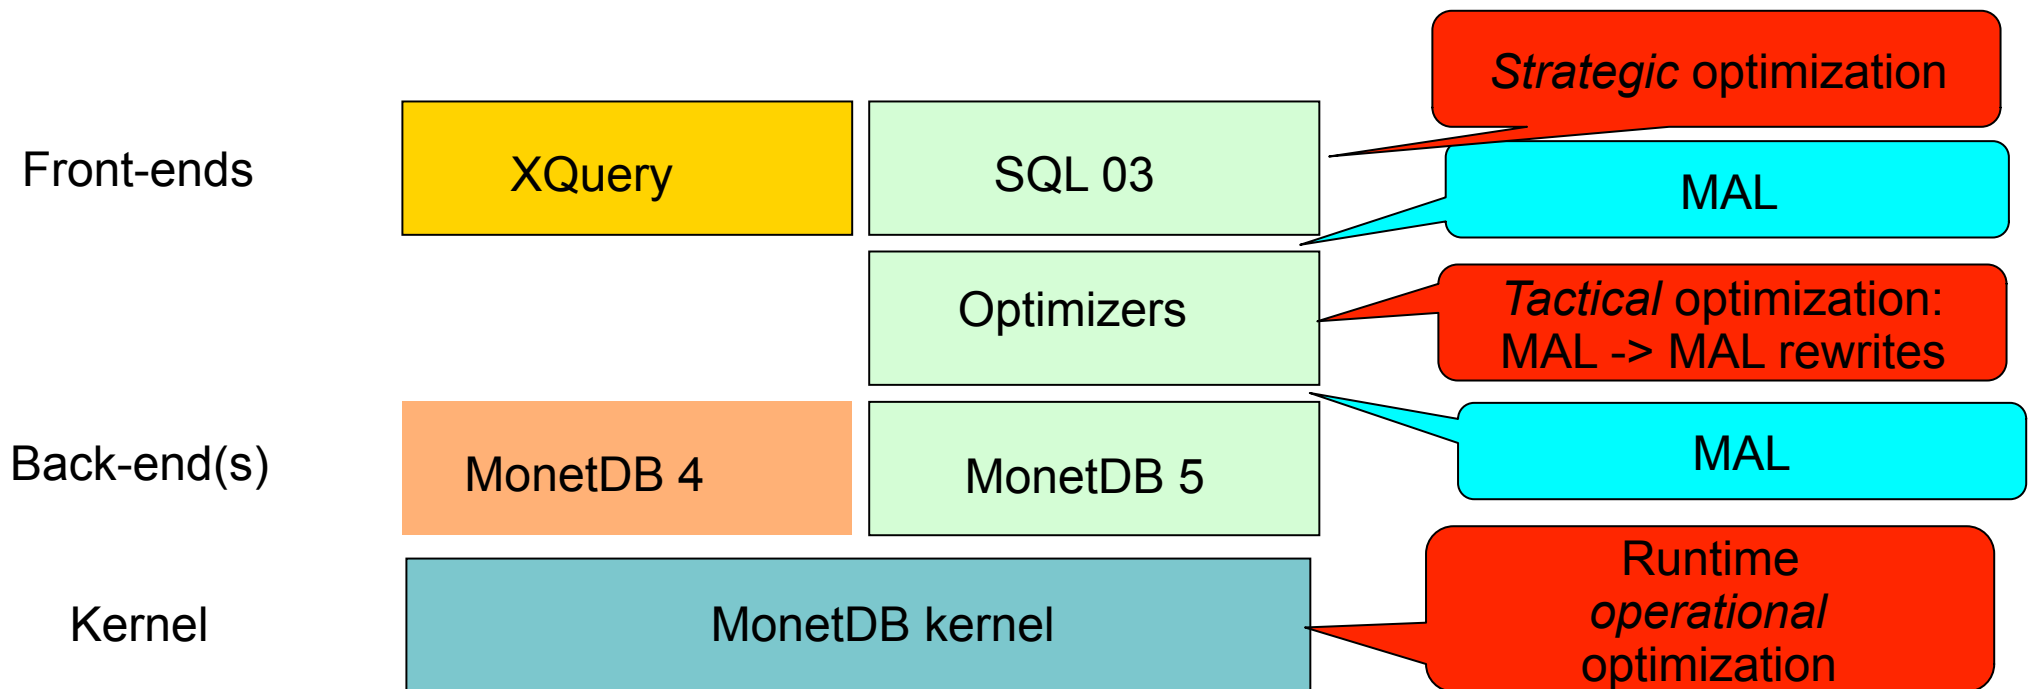 Strategic optimization
Front-ends
XQuery
SQL 03
MAL
Optimizers
Tactical optimization:
MAL -> MAL rewrites
Back-end(s)
MonetDB 4
MonetDB 5
MAL
Kernel
MonetDB kernel
Runtime
operational
optimization